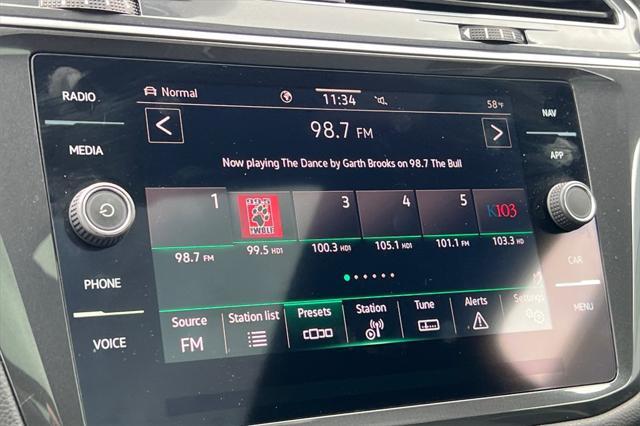 RADIO
MEDIA
PHONE
VOICE
Normal
11:34
58°F
98.7 FM
Now playing The Dance by Garth Brooks on 98.7 The Bull
1 3 4 5
THE WOLF
K103
98.7 FM 99.5 HD1 100.3 HD1 105.1 HD1 101.1 FM 103.3 HD
Source Station list Presets Station Tune Alerts Settings
FM
NAV
APP
CAR
MENU